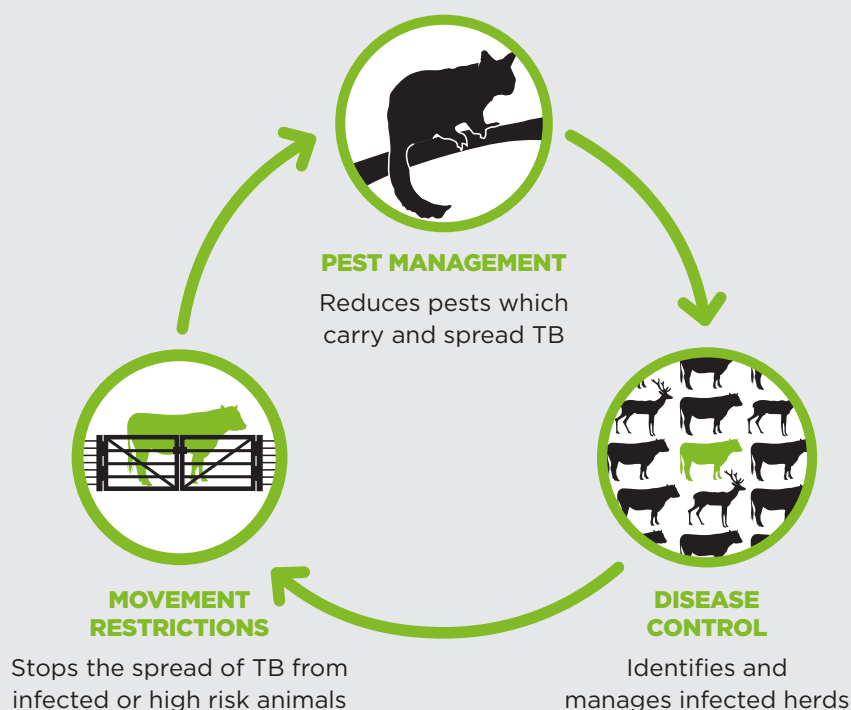 PEST MANAGEMENT
Reduces pests which
carry and spread TB
MOVEMENT
RESTRICTIONS
Stops the spread of TB from
infected or high risk animals
DISEASE
CONTROL
Identifies and
manages infected herds